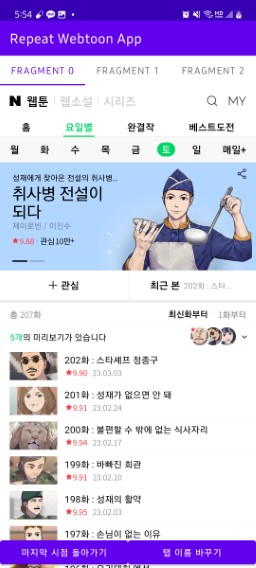 5:54
Repeat Webtoon App
FRAGMENT 0 FRAGMENT 1 FRAGMENT 2
N 웹툰 | 웹소설 | 시리즈 MY
홈 요일별 완결작 베스트도전
월 화 수 목 금 토 일 매일+
성재에게 찾아온 전설의 취사병...
취사병 전설이
되다
제이로빈 / 이진수
★9.88 · 관심 10만+
+ 관심 최근 본 202화 : 스타...
총 207화 최신화부터 1화부터
5개의 미리보기가 있습니다
202화 : 스타셰프 정종구
★9.90 23.03.03
201화 : 성재가 없으면 안 돼
★9.91 23.02.24
200화 : 불편할 수 밖에 없는 식사자리
★9.94 23.02.17
199화 : 바빠진 회관
★9.91 23.02.10
198화 : 성재의 활약
★9.95 23.02.03
197화 : 손님이 없는 이유
마지막 시점 돌아가기 탭 이름 바꾸기